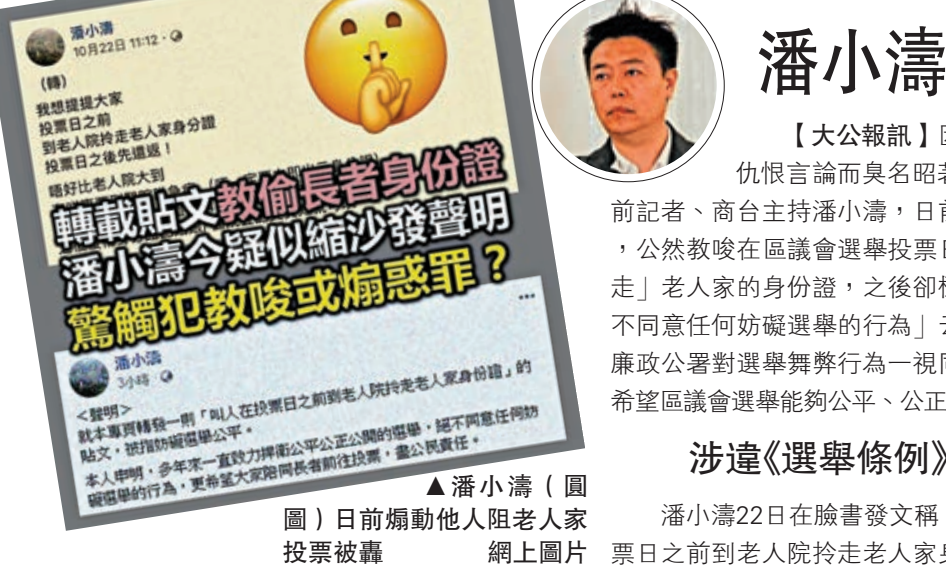 潘小濤
10月22日 11:12
(轉)
我想提提大家
投票日之前
到老人院拎走老人家身分證
投票日之後先還返！
唔好比老人院大到
轉載貼文教偷長者身份證
潘小濤今疑似縮沙發聲明
驚觸犯教唆或煽惑罪？
潘小濤
3小時
＜聲明＞
就本專頁轉發一則「叫人在投票日之前到老人院拎走老人家身份證」的
貼文，被指妨礙選舉公平。
本人申明，多年來一直致力捍衛公平公正公開的選舉，絕不同意任何妨
礙選舉的行為，更希望大家陪同長者前往投票，盡公民責任。
▲潘小濤（圓
圖）日前煽動他人阻老人家
投票被轟 網上圖片
潘小濤
【大公報訊】
仇恨言論而臭名昭著
前記者、商台主持潘小濤，日前
，公然教唆在區議會選舉投票日
走」老人家的身份證，之後卻
不同意任何妨礙選舉的行為」
廉政公署對選舉舞弊行為一視同
希望區議會選舉能夠公平、公正
涉違《選舉條例》
潘小濤22日在臉書發文稱
票日之前到老人院拎走老人家身